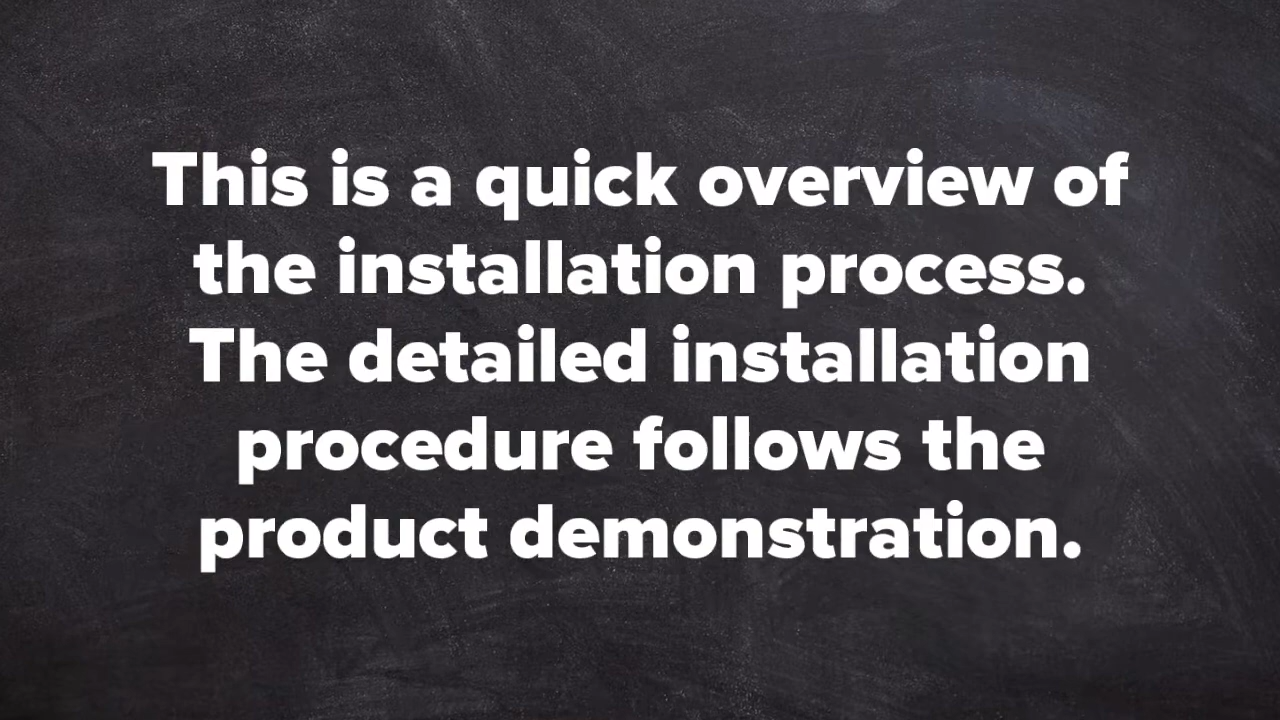 This is a quick overview of
the installation process.
The detailed installation
procedure follows the
product demonstration.